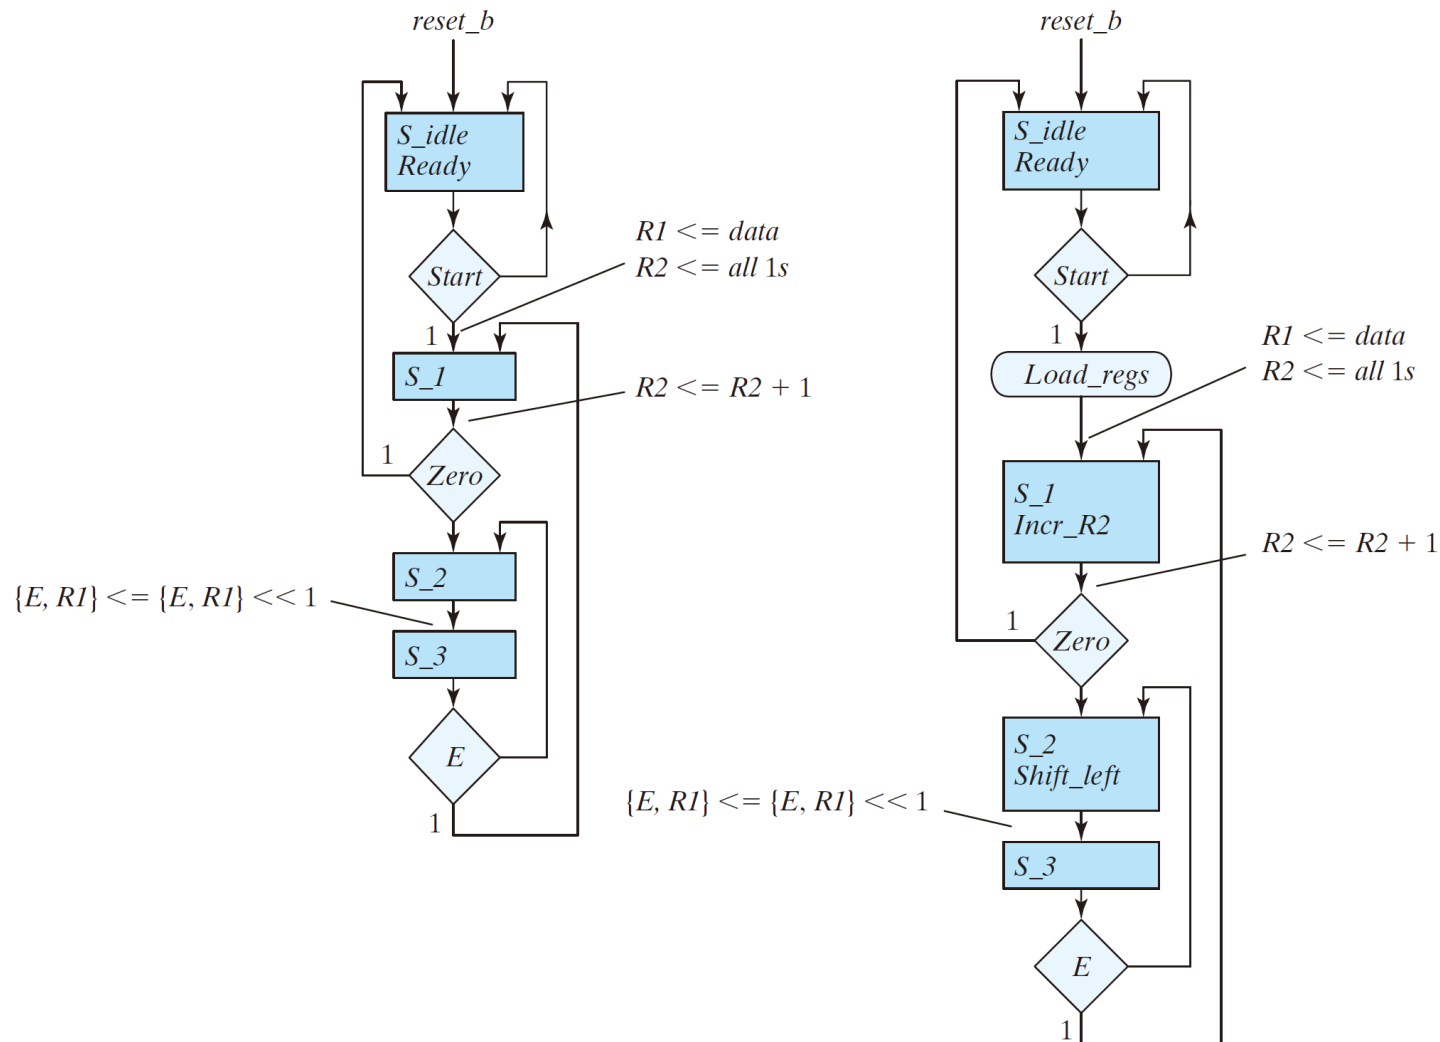 reset_b
S_idle
Ready
Start
R1 <= data
R2 <= all 1s
1
S_1
R2 <= R2 + 1
1
Zero
S_2
{E, R1} <= {E, R1} << 1
S_3
E
1
reset_b
S_idle
Ready
Start
1
R1 <= data
R2 <= all 1s
Load_regs
S_1
Incr_R2
R2 <= R2 + 1
1
Zero
S_2
Shift_left
{E, R1} <= {E, R1} << 1
S_3
E
1